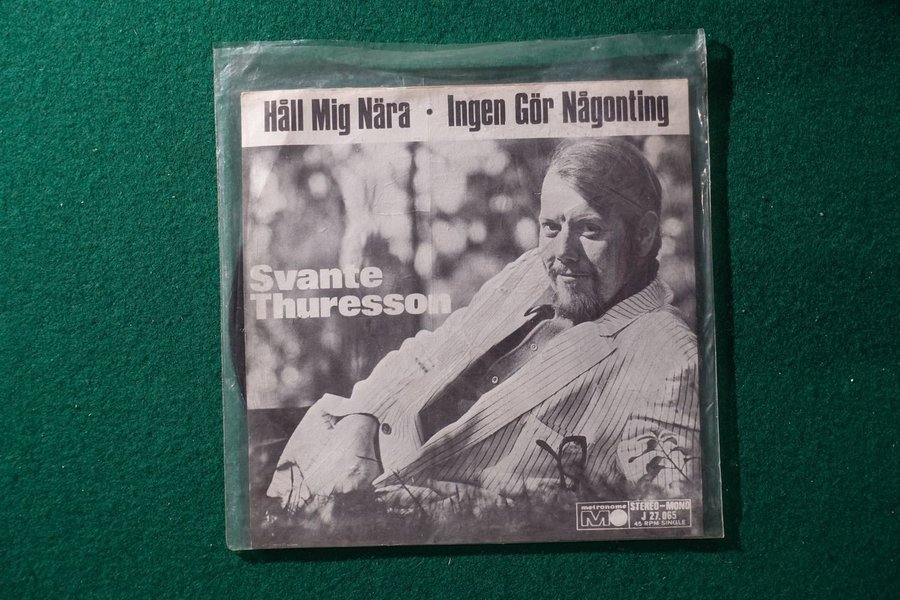 Håll Mig Nära · Ingen Gör Någonting
Svante
Thuresson
metronome
STEREO–MONO
J 27.065
45 RPM SINGLE